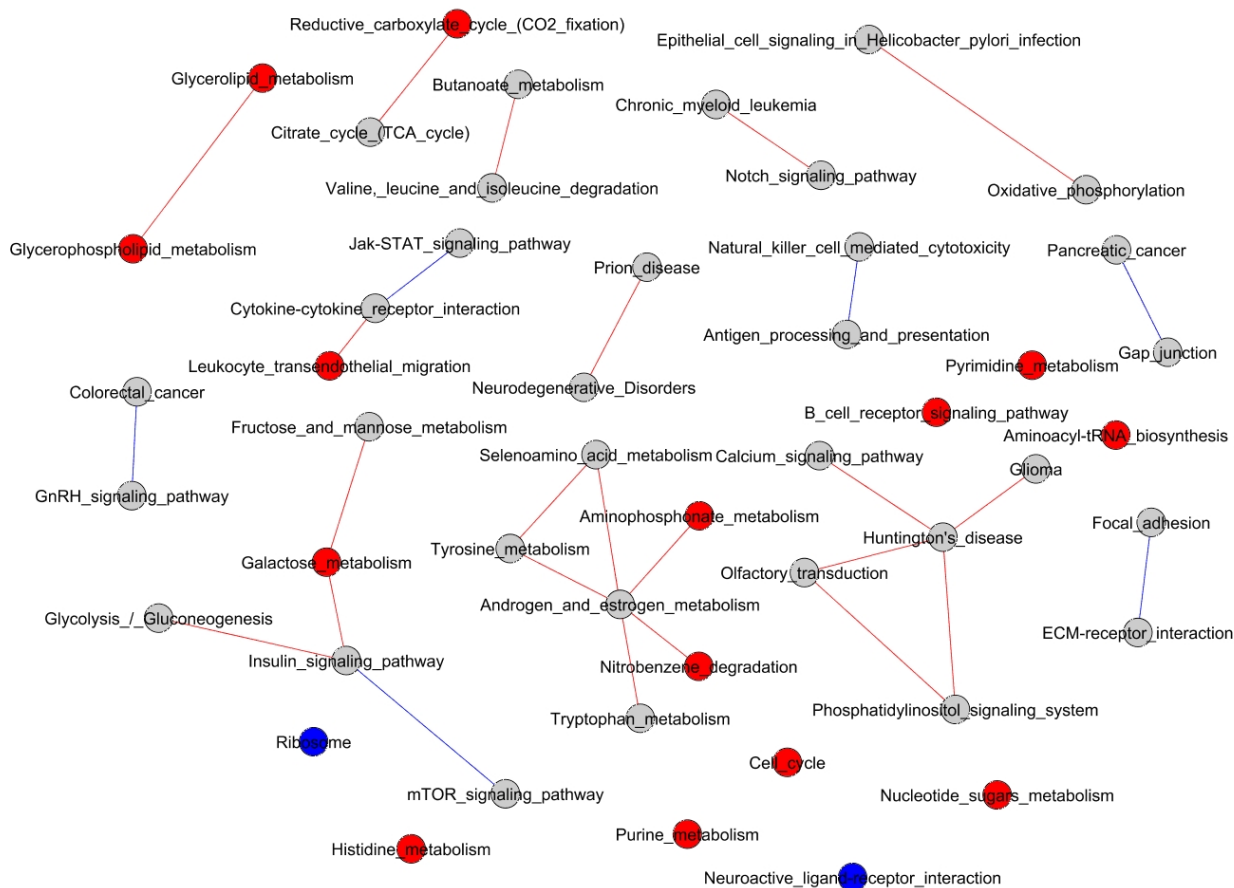 Reductive_carboxylate_cycle_(CO2_fixation)
Epithelial_cell_signaling_in_Helicobacter_pylori_infection
Glycerolipid_metabolism
Butanoate_metabolism
Chronic_myeloid_leukemia
Citrate_cycle_(TCA_cycle)
Notch_signaling_pathway
Valine,_leucine_and_isoleucine_degradation
Oxidative_phosphorylation
Glycerophospholipid_metabolism
Jak-STAT_signaling_pathway
Natural_killer_cell_mediated_cytotoxicity
Pancreatic_cancer
Prion_disease
Cytokine-cytokine_receptor_interaction
Antigen_processing_and_presentation
Gap_junction
Leukocyte_transendothelial_migration
Pyrimidine_metabolism
Neurodegenerative_Disorders
Colorectal_cancer
B_cell_receptor_signaling_pathway
Fructose_and_mannose_metabolism
Aminoacyl-tRNA_biosynthesis
Selenoamino_acid_metabolism
Calcium_signaling_pathway
Glioma
GnRH_signaling_pathway
Aminophosphonate_metabolism
Focal_adhesion
Huntington's_disease
Tyrosine_metabolism
Galactose_metabolism
Olfactory_transduction
Androgen_and_estrogen_metabolism
Glycolysis_/_Gluconeogenesis
ECM-receptor_interaction
Insulin_signaling_pathway
Nitrobenzene_degradation
Phosphatidylinositol_signaling_system
Tryptophan_metabolism
Ribosome
Cell_cycle
mTOR_signaling_pathway
Nucleotide_sugars_metabolism
Purine_metabolism
Histidine_metabolism
Neuroactive_ligand-receptor_interaction